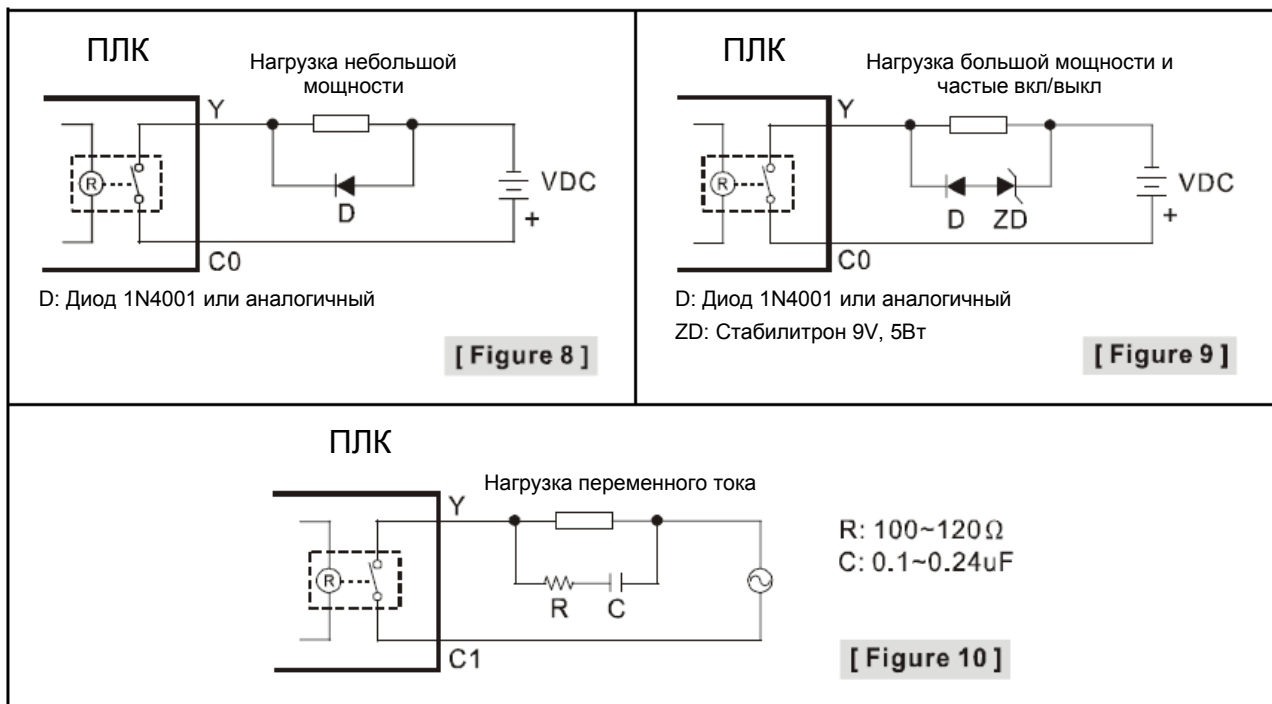 ПЛК
Нагрузка небольшой
мощности
Y
R
D
VDC
+
C0
D: Диод 1N4001 или аналогичный
[ Figure 8 ]
ПЛК
Нагрузка большой мощности и
частые вкл/выкл
Y
R
D ZD
VDC
+
C0
D: Диод 1N4001 или аналогичный
ZD: Стабилитрон 9V, 5Вт
[ Figure 9 ]
ПЛК
Нагрузка переменного тока
Y
R
R C
C1
R: 100~120Ω
C: 0.1~0.24uF
[ Figure 10 ]